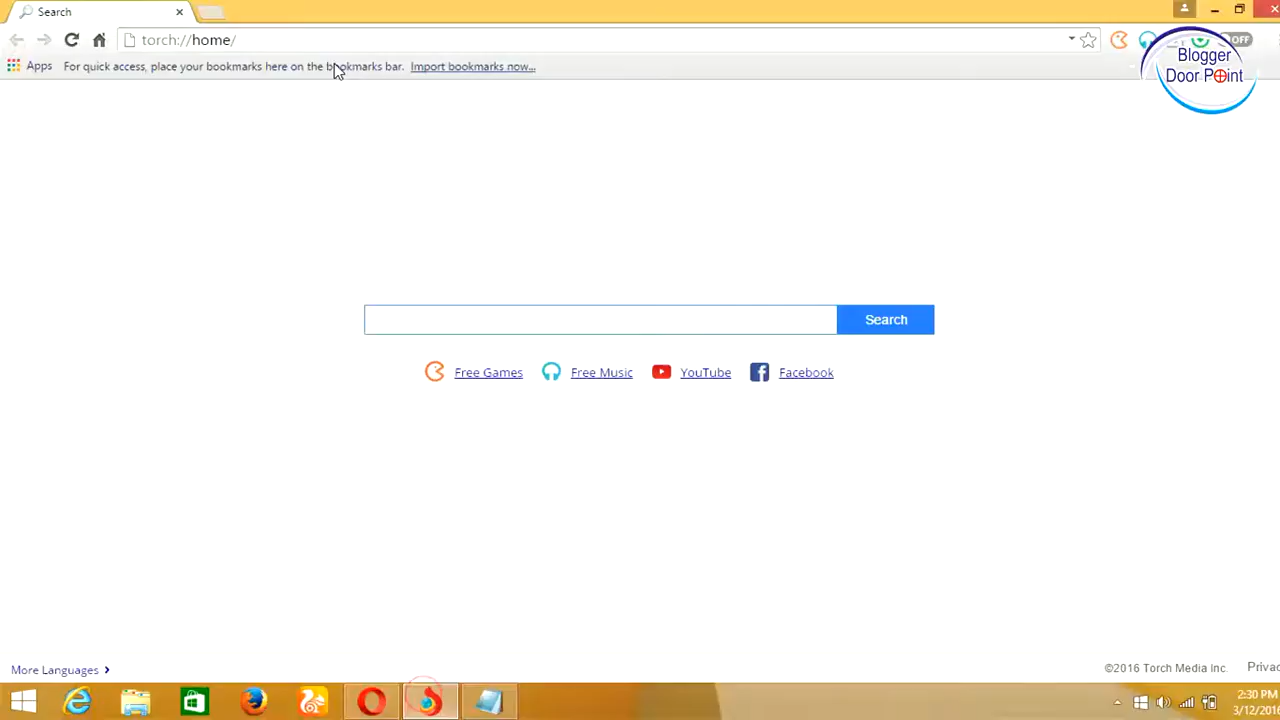 Search
torch://home/
OFF
Blogger
Door Point
Apps
For quick access, place your bookmarks here on the bookmarks bar.
Import bookmarks now...
Search
Free Games
Free Music
YouTube
Facebook
More Languages
©2016 Torch Media Inc.
Privac
2:30 PM
3/12/2016